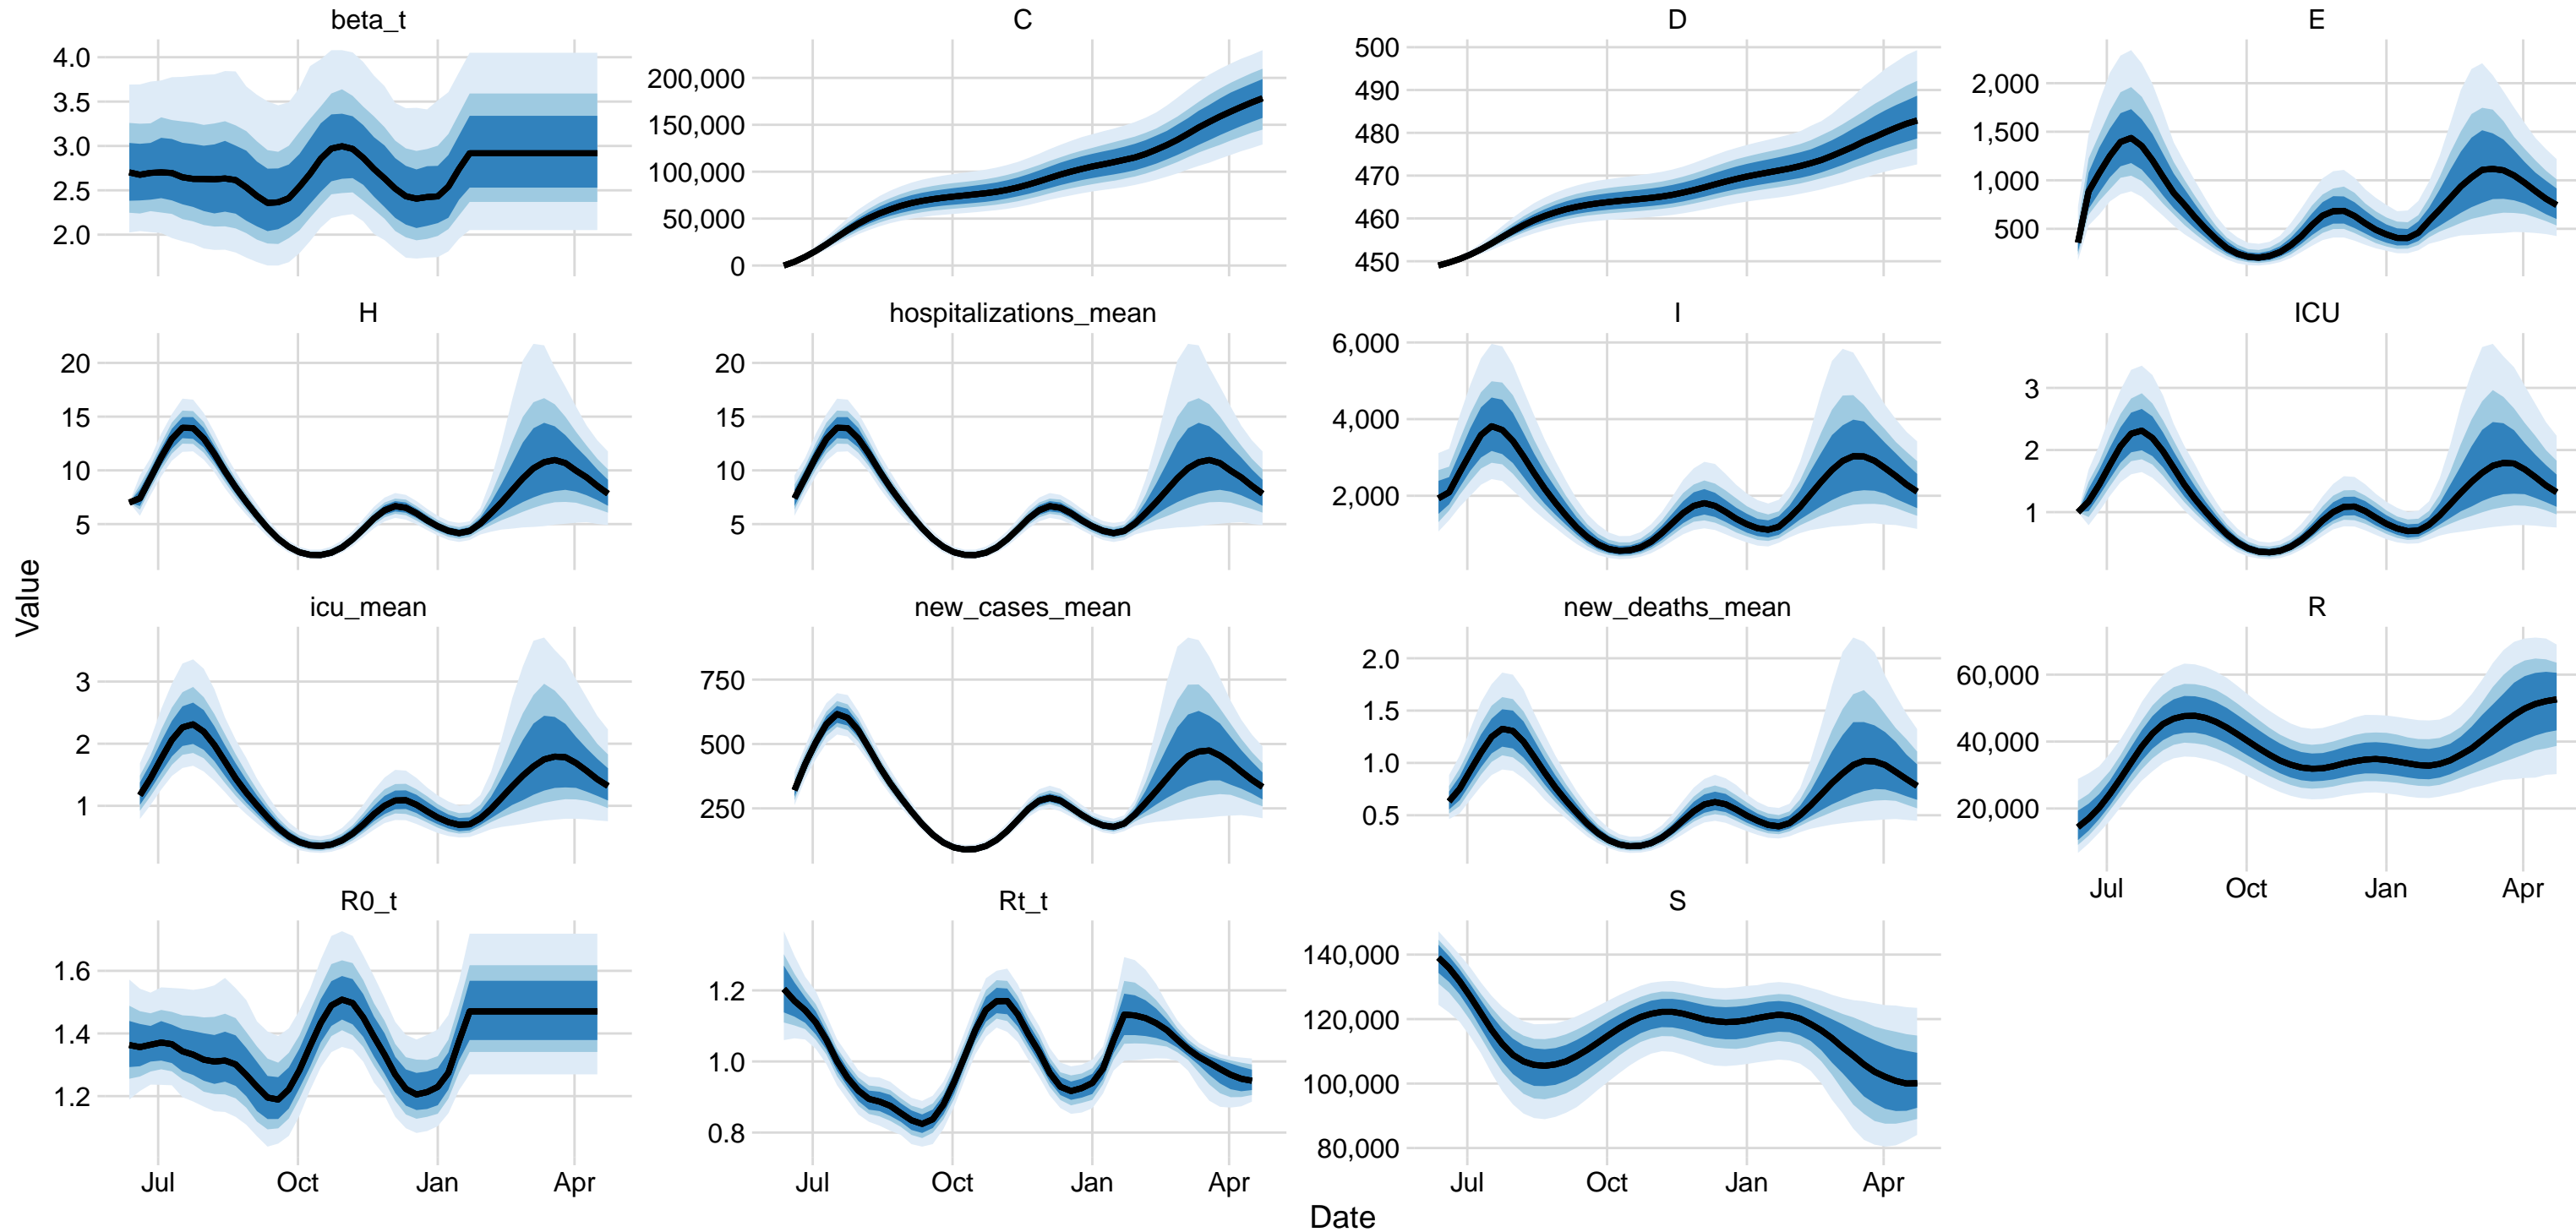 beta_t
C
D
E
4.0
3.5
3.0
2.5
2.0
200,000
150,000
100,000
50,000
0
500
490
480
470
460
450
2,000
1,500
1,000
500
H
hospitalizations_mean
I
ICU
20
15
10
5
20
15
10
5
6,000
4,000
2,000
3
2
1
Value
icu_mean
new_cases_mean
new_deaths_mean
R
3
2
1
750
500
250
2.0
1.5
1.0
0.5
60,000
40,000
20,000
Jul Oct Jan Apr
R0_t
Rt_t
S
1.6
1.4
1.2
1.2
1.0
0.8
140,000
120,000
100,000
80,000
Jul Oct Jan Apr
Jul Oct Jan Apr
Jul Oct Jan Apr
Date